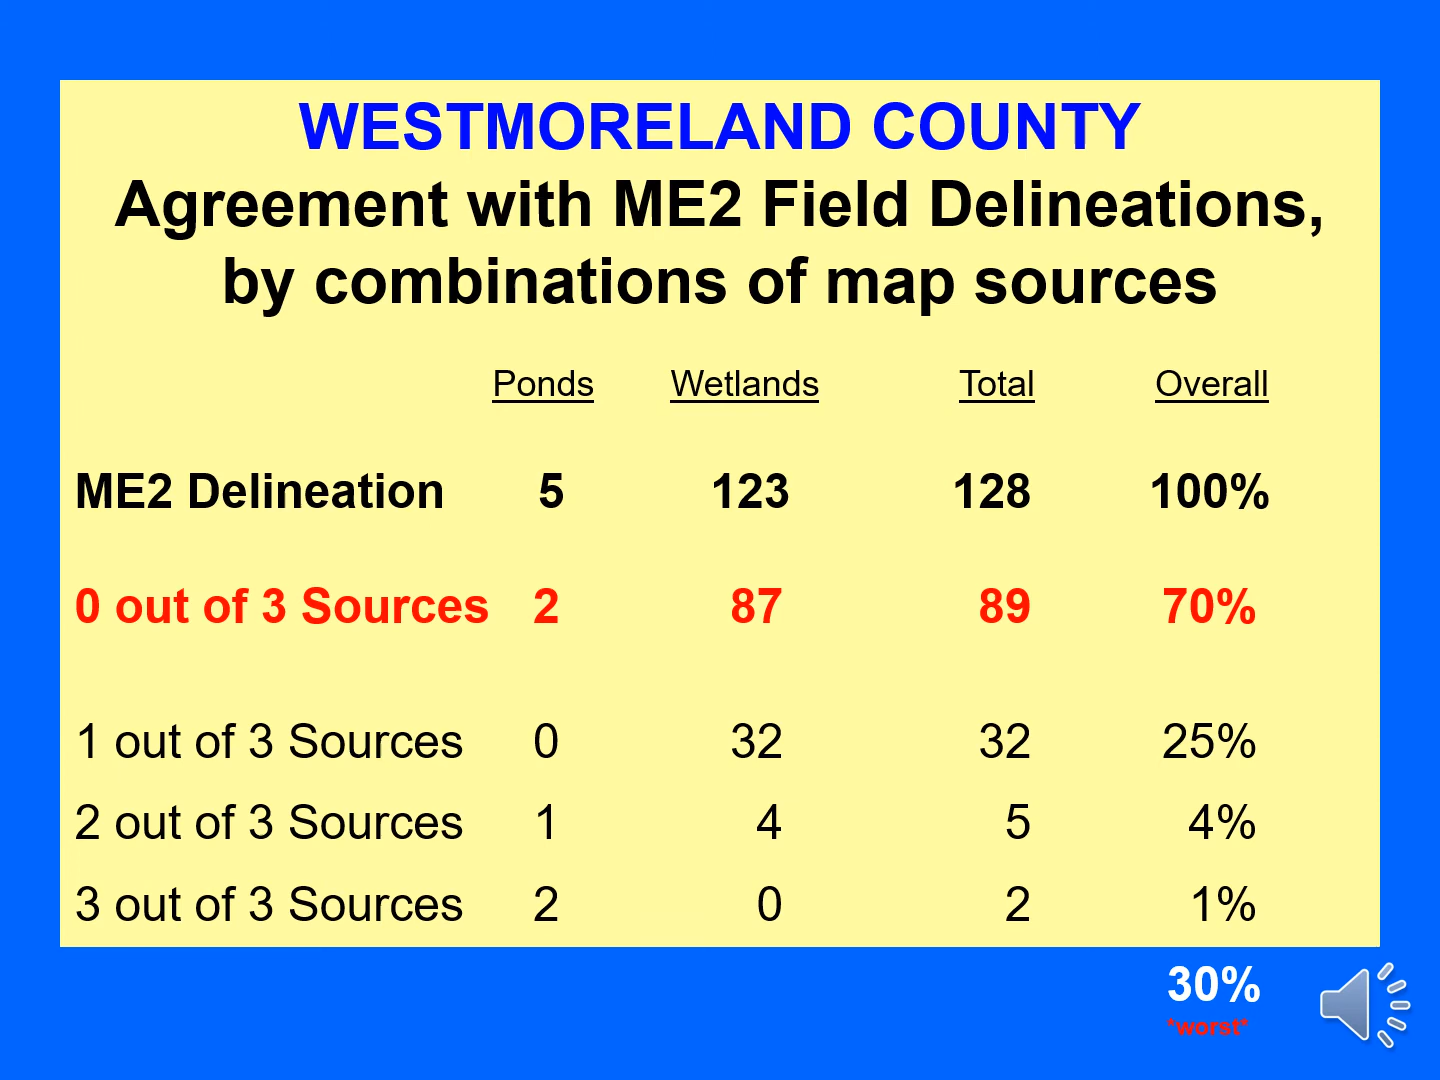 WESTMORELAND COUNTY
Agreement with ME2 Field Delineations,
by combinations of map sources
Ponds Wetlands Total Overall
ME2 Delineation 5 123 128 100%
0 out of 3 Sources 2 87 89 70%
1 out of 3 Sources 0 32 32 25%
2 out of 3 Sources 1 4 5 4%
3 out of 3 Sources 2 0 2 1%
30%
*worst*